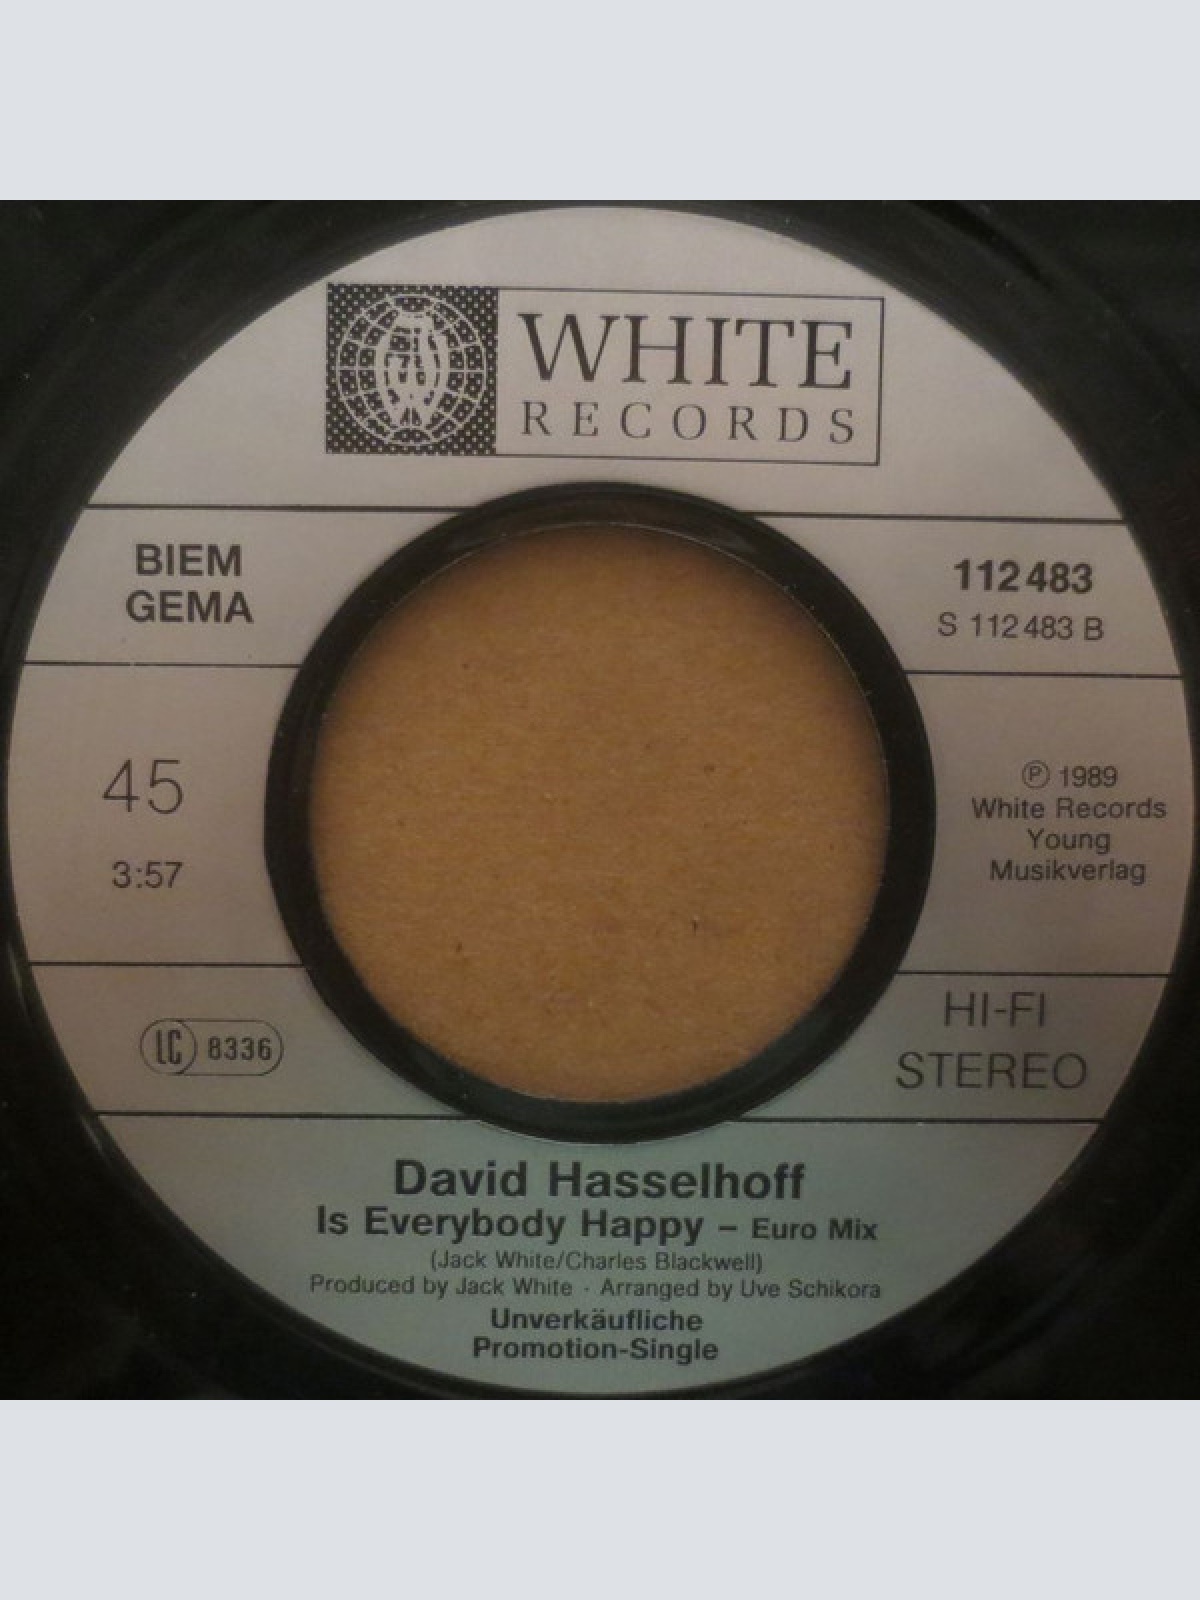 WHITE
RECORDS
BIEM
GEMA
112 483
S 112 483 B
45
3:57
℗ 1989
White Records
Young
Musikverlag
LC 8336
HI-FI
STEREO
David Hasselhoff
Is Everybody Happy – Euro Mix
(Jack White/Charles Blackwell)
Produced by Jack White · Arranged by Uve Schikora
Unverkäufliche
Promotion-Single